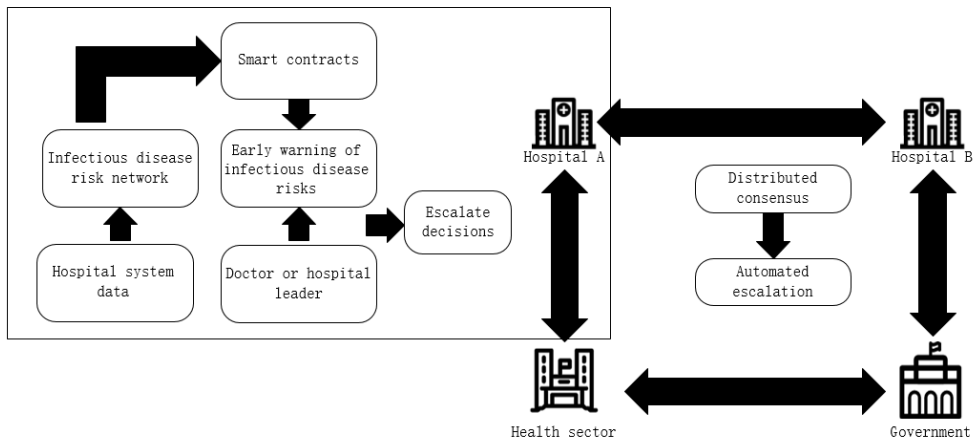 Smart contracts
Infectious disease
risk network
Early warning of
infectious disease
risks
Hospital system
data
Doctor or hospital
leader
Escalate
decisions
Hospital A
Hospital B
Distributed
consensus
Automated
escalation
Health sector
Government